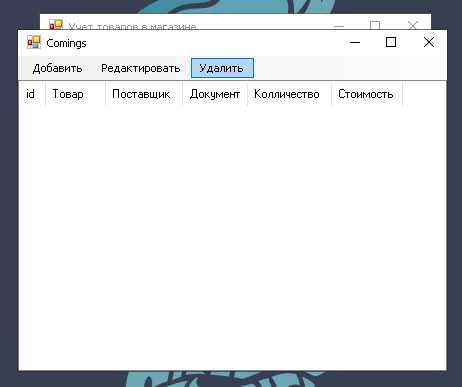 Учет товаров в магазине
Comings
Добавить Редактировать Удалить
id Товар Поставщик Документ Колличество Стоимость